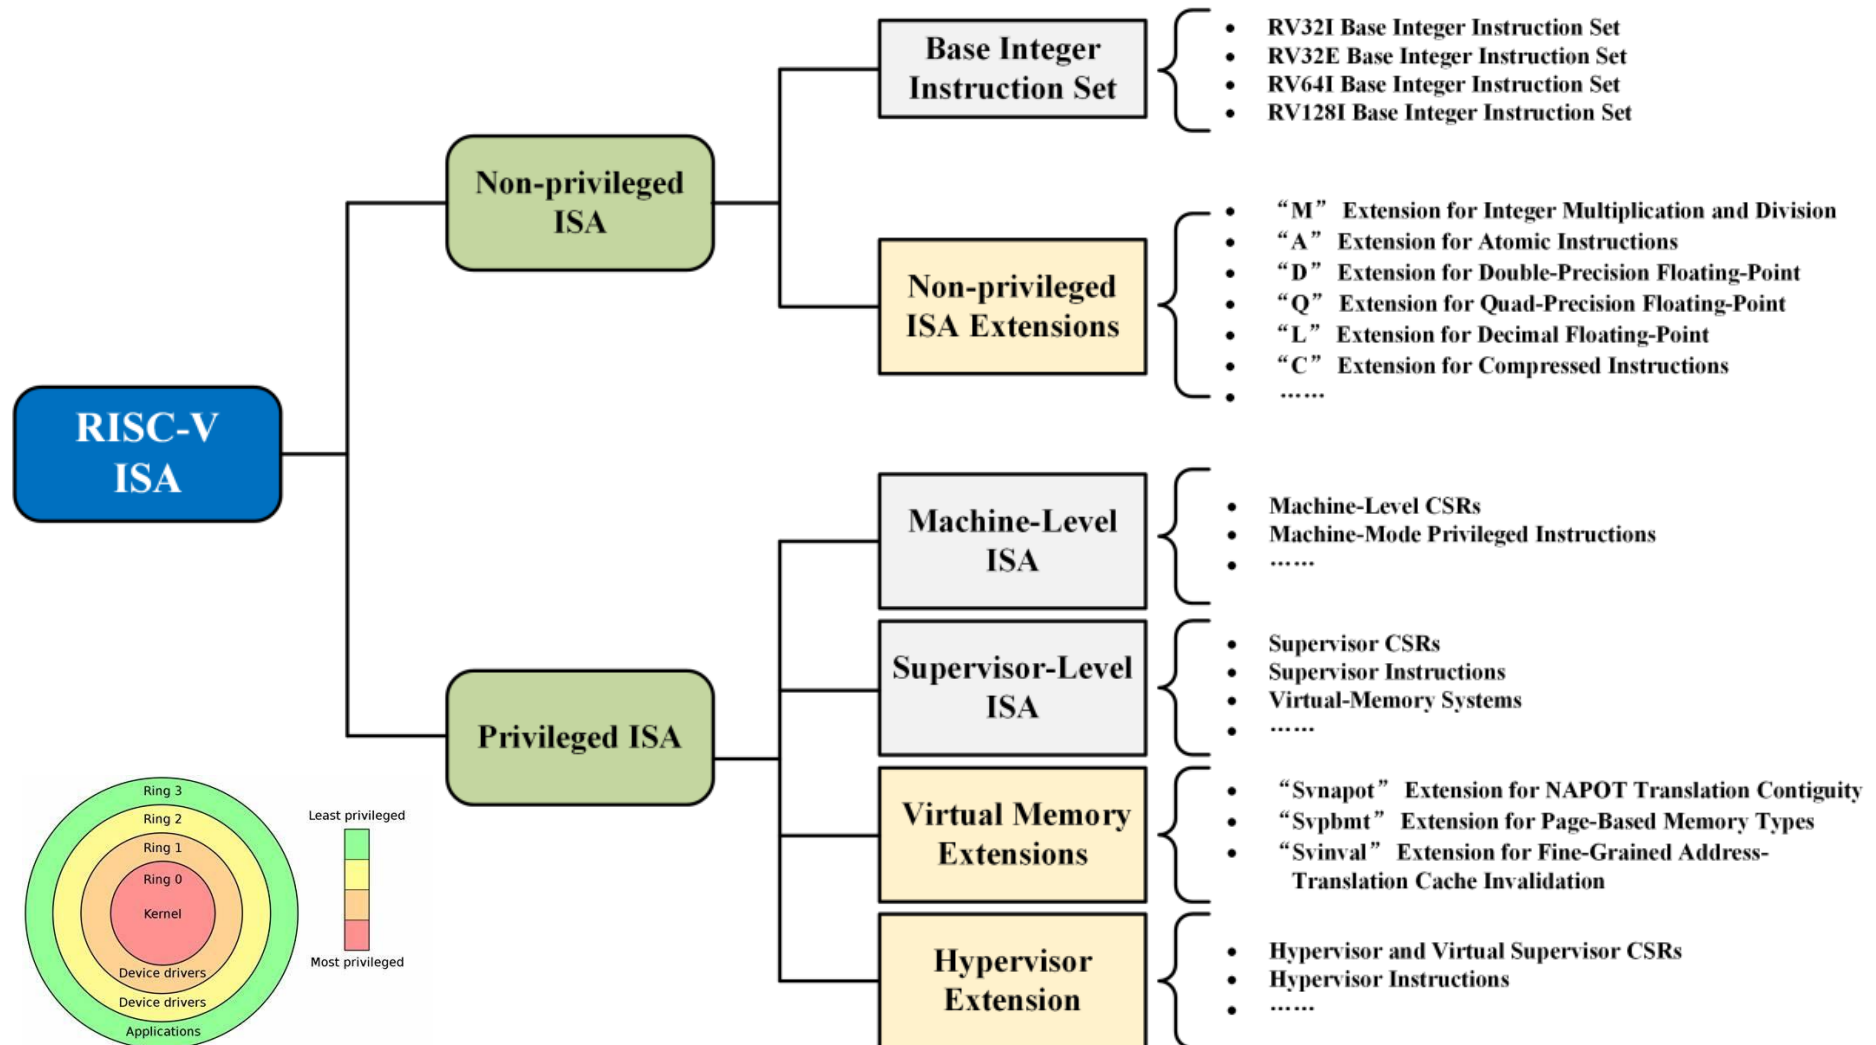 RISC-V
ISA
Non-privileged
ISA
Privileged ISA
Base Integer
Instruction Set
• RV32I Base Integer Instruction Set
• RV32E Base Integer Instruction Set
• RV64I Base Integer Instruction Set
• RV128I Base Integer Instruction Set
Non-privileged
ISA Extensions
• “M” Extension for Integer Multiplication and Division
• “A” Extension for Atomic Instructions
• “D” Extension for Double-Precision Floating-Point
• “Q” Extension for Quad-Precision Floating-Point
• “L” Extension for Decimal Floating-Point
• “C” Extension for Compressed Instructions
• ……
Machine-Level
ISA
• Machine-Level CSRs
• Machine-Mode Privileged Instructions
• ……
Supervisor-Level
ISA
• Supervisor CSRs
• Supervisor Instructions
• Virtual-Memory Systems
• ……
Virtual Memory
Extensions
• “Svnapot” Extension for NAPOT Translation Contiguity
• “Svpbmt” Extension for Page-Based Memory Types
• “Svinval” Extension for Fine-Grained Address-
Translation Cache Invalidation
Hypervisor
Extension
• Hypervisor and Virtual Supervisor CSRs
• Hypervisor Instructions
• ……
Ring 3
Ring 2
Ring 1
Ring 0
Kernel
Device drivers
Device drivers
Applications
Least privileged
Most privileged